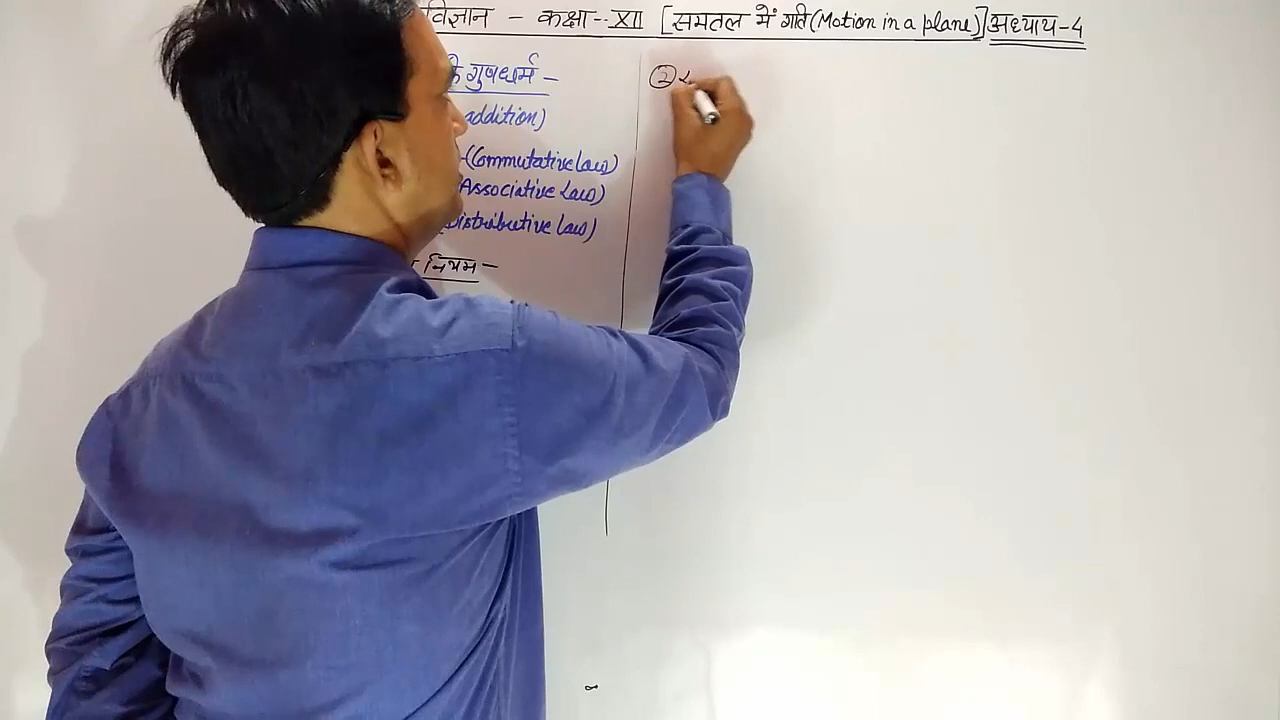 विज्ञान - कक्षा--XII [समतल में गति (Motion in a plane)] अध्याय-4
के गुणधर्म -
addition)
-(Commutative Law)
Associative Law)
(Distributive Law)
नियम -
②